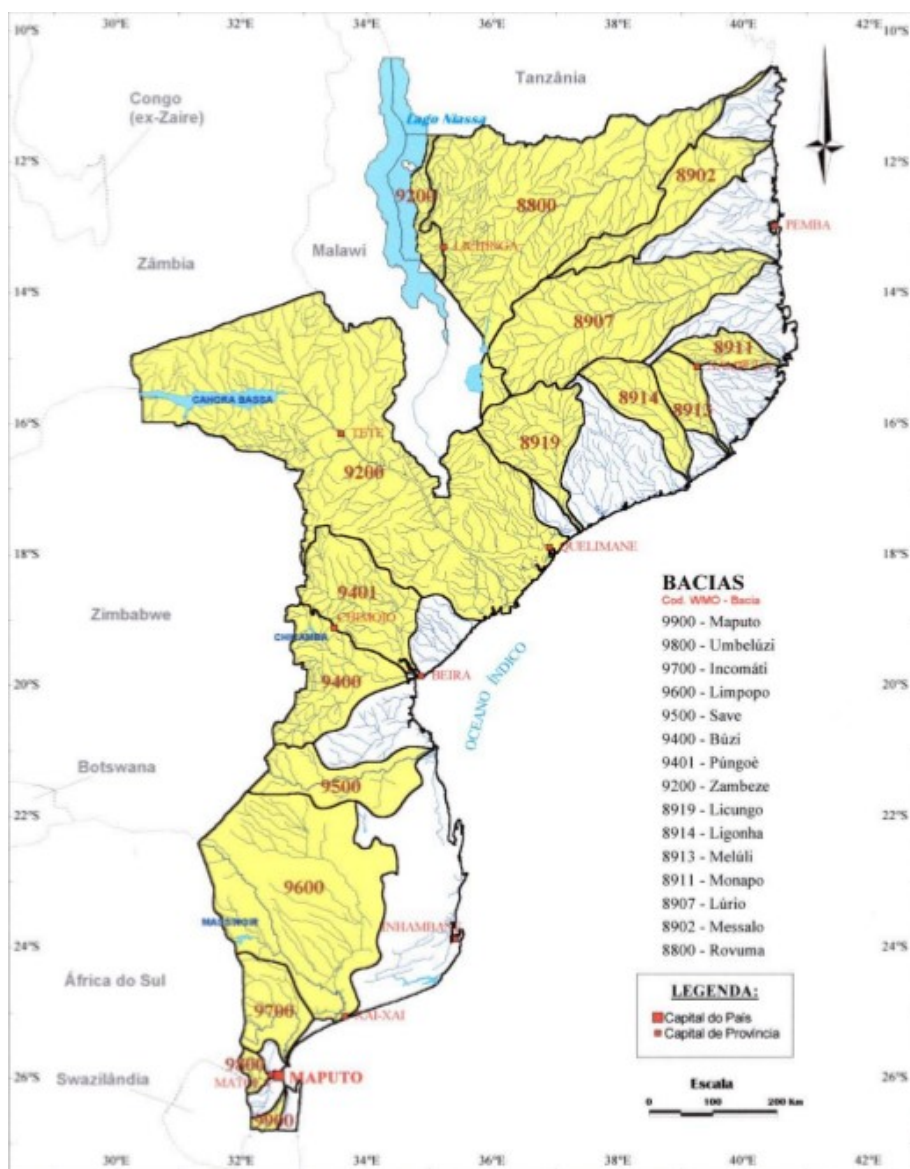 30°E 32°E 34°E 36°E 38°E 40°E 42°E
10°S 10°S
Tanzânia
Congo
(ex-Zaire)
Lago Niassa
12°S 12°S
8902
9200
8800
PEMBA
LICHINGA
Malawi
Zâmbia
14°S 14°S
8907
8911
CAHORA BASSA
8914
8913
16°S 16°S
TETE
8919
9200
QUELIMANE
18°S 18°S
9401
CHIMOIO
Zimbabwe
CHICAMBA
9400
BEIRA
OCEANO ÍNDICO
20°S 20°S
Botswana
9500
22°S 22°S
9600
MASSINGIR
24°S 24°S
África do Sul
9700
XAI-XAI
9800
MAPUTO
26°S 26°S
Swazilândia
9900
30°E 32°E 34°E 36°E 38°E 40°E
BACIAS
Cod. WMO - Bacia
9900 - Maputo
9800 - Umbelúzi
9700 - Incomáti
9600 - Limpopo
9500 - Save
9400 - Búzi
9401 - Púngoè
9200 - Zambeze
8919 - Licungo
8914 - Ligonha
8913 - Melúli
8911 - Monapo
8907 - Lúrio
8902 - Messalo
8800 - Rovuma
LEGENDA:
Capital do País
Capital de Província
Escala
0 100 200 Km